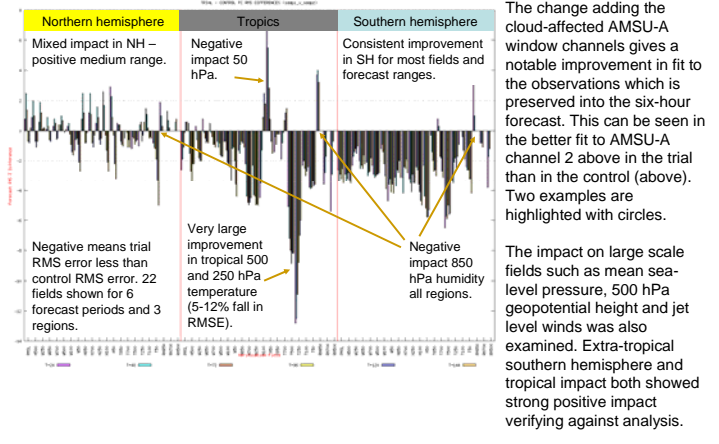 TRIAL - CONTROL FC RMS DIFFERENCES
Northern hemisphere
Tropics
Southern hemisphere
Mixed impact in NH –
positive medium range.
Negative
impact 50
hPa.
Consistent improvement
in SH for most fields and
forecast ranges.
Negative means trial
RMS error less than
control RMS error. 22
fields shown for 6
forecast periods and 3
regions.
Very large
improvement
in tropical 500
and 250 hPa
temperature
(5-12% fall in
RMSE).
Negative
impact 850
hPa humidity
all regions.
The change adding the
cloud-affected AMSU-A
window channels gives a
notable improvement in fit to
the observations which is
preserved into the six-hour
forecast. This can be seen in
the better fit to AMSU-A
channel 2 above in the trial
than in the control (above).
Two examples are
highlighted with circles.
The impact on large scale
fields such as mean sea-
level pressure, 500 hPa
geopotential height and jet
level winds was also
examined. Extra-tropical
southern hemisphere and
tropical impact both showed
strong positive impact
verifying against analysis.